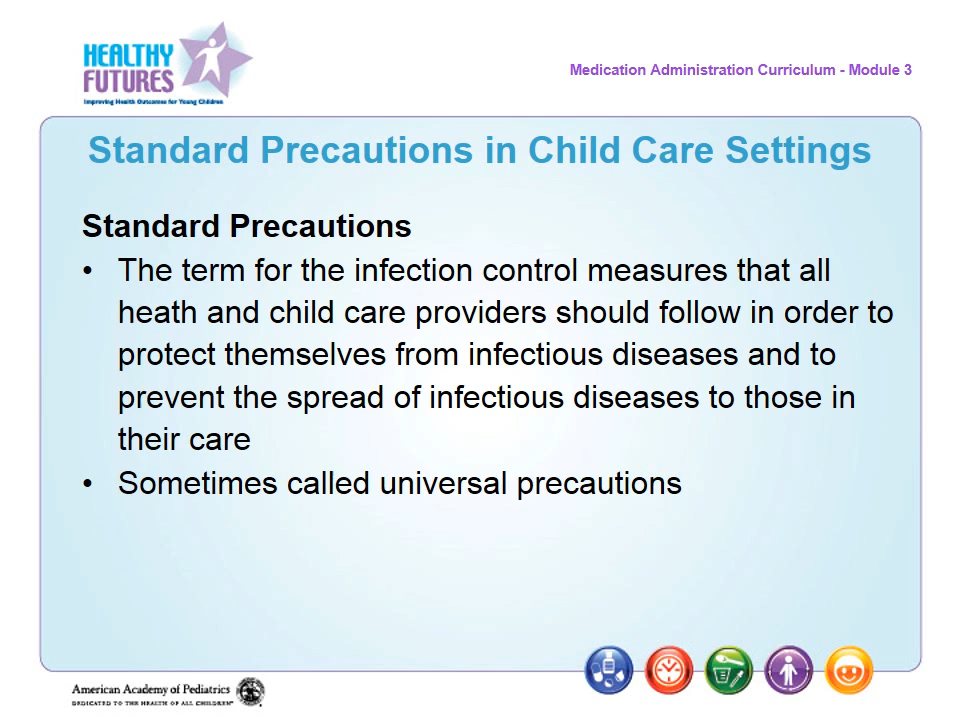 HEALTHY
FUTURES
Improving Health Outcomes for Young Children
Medication Administration Curriculum - Module 3
Standard Precautions in Child Care Settings
Standard Precautions
• The term for the infection control measures that all
heath and child care providers should follow in order to
protect themselves from infectious diseases and to
prevent the spread of infectious diseases to those in
their care
• Sometimes called universal precautions
American Academy of Pediatrics
DEDICATED TO THE HEALTH OF ALL CHILDREN™